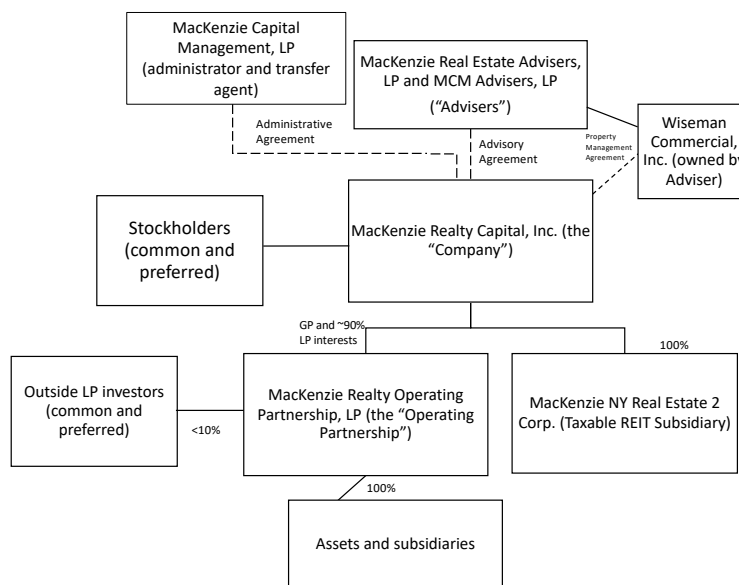 MacKenzie Capital
Management, LP
(administrator and transfer
agent)
MacKenzie Real Estate Advisers,
LP and MCM Advisers, LP
(“Advisers”)
Administrative
Agreement
Advisory
Agreement
Property
Management
Agreement
Wiseman
Commercial,
Inc. (owned by
Adviser)
Stockholders
(common and
preferred)
MacKenzie Realty Capital, Inc. (the
“Company”)
GP and ~90%
LP interests
100%
Outside LP investors
(common and
preferred)
<10%
MacKenzie Realty Operating
Partnership, LP (the “Operating
Partnership”)
MacKenzie NY Real Estate 2
Corp. (Taxable REIT Subsidiary)
100%
Assets and subsidiaries